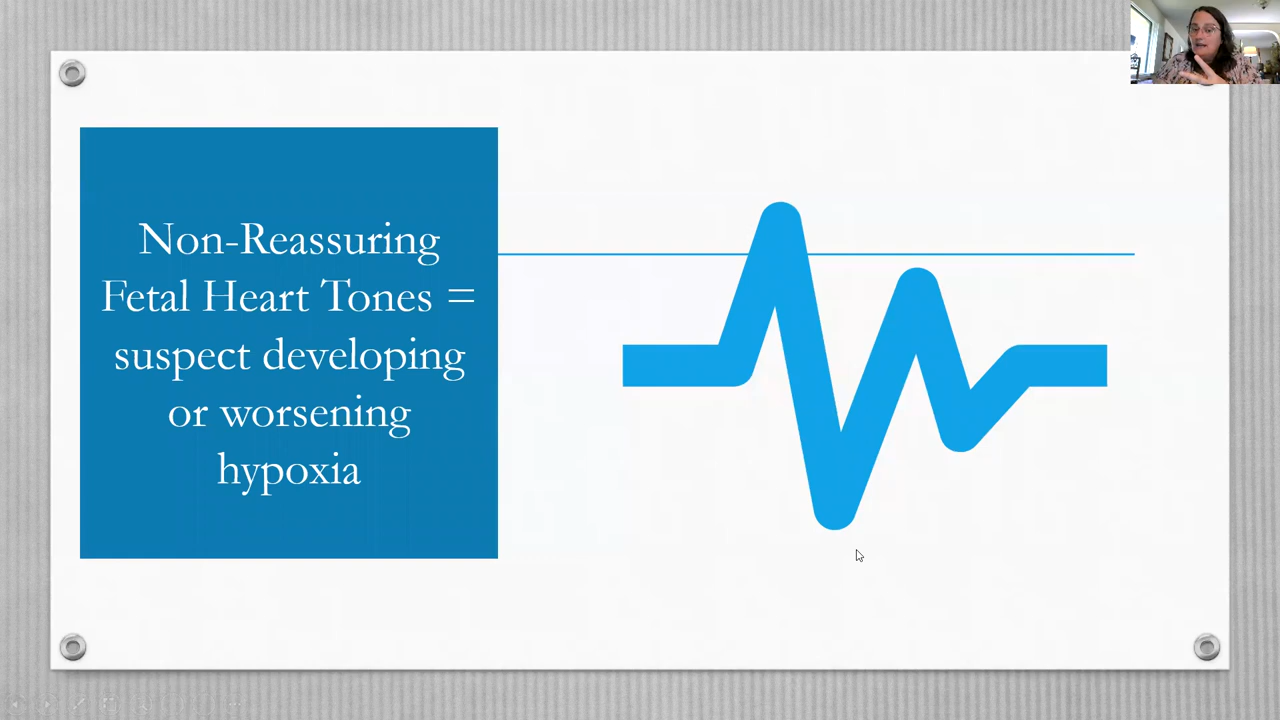 Non-Reassuring
Fetal Heart Tones =
suspect developing
or worsening
hypoxia